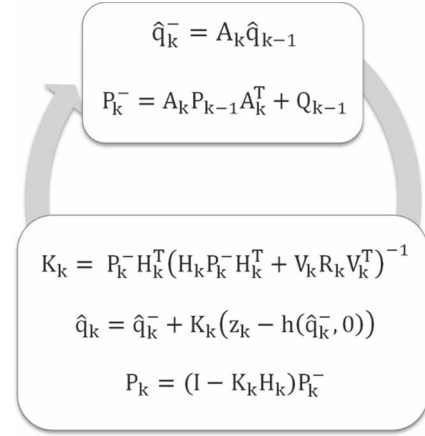 q̂ₖ⁻ = Aₖq̂ₖ₋₁
Pₖ⁻ = AₖPₖ₋₁Aₖᵀ + Qₖ₋₁
Kₖ = Pₖ⁻Hₖᵀ(HₖPₖ⁻Hₖᵀ + VₖRₖVₖᵀ)⁻¹
q̂ₖ = q̂ₖ⁻ + Kₖ(zₖ − h(q̂ₖ⁻, 0))
Pₖ = (I − KₖHₖ)Pₖ⁻